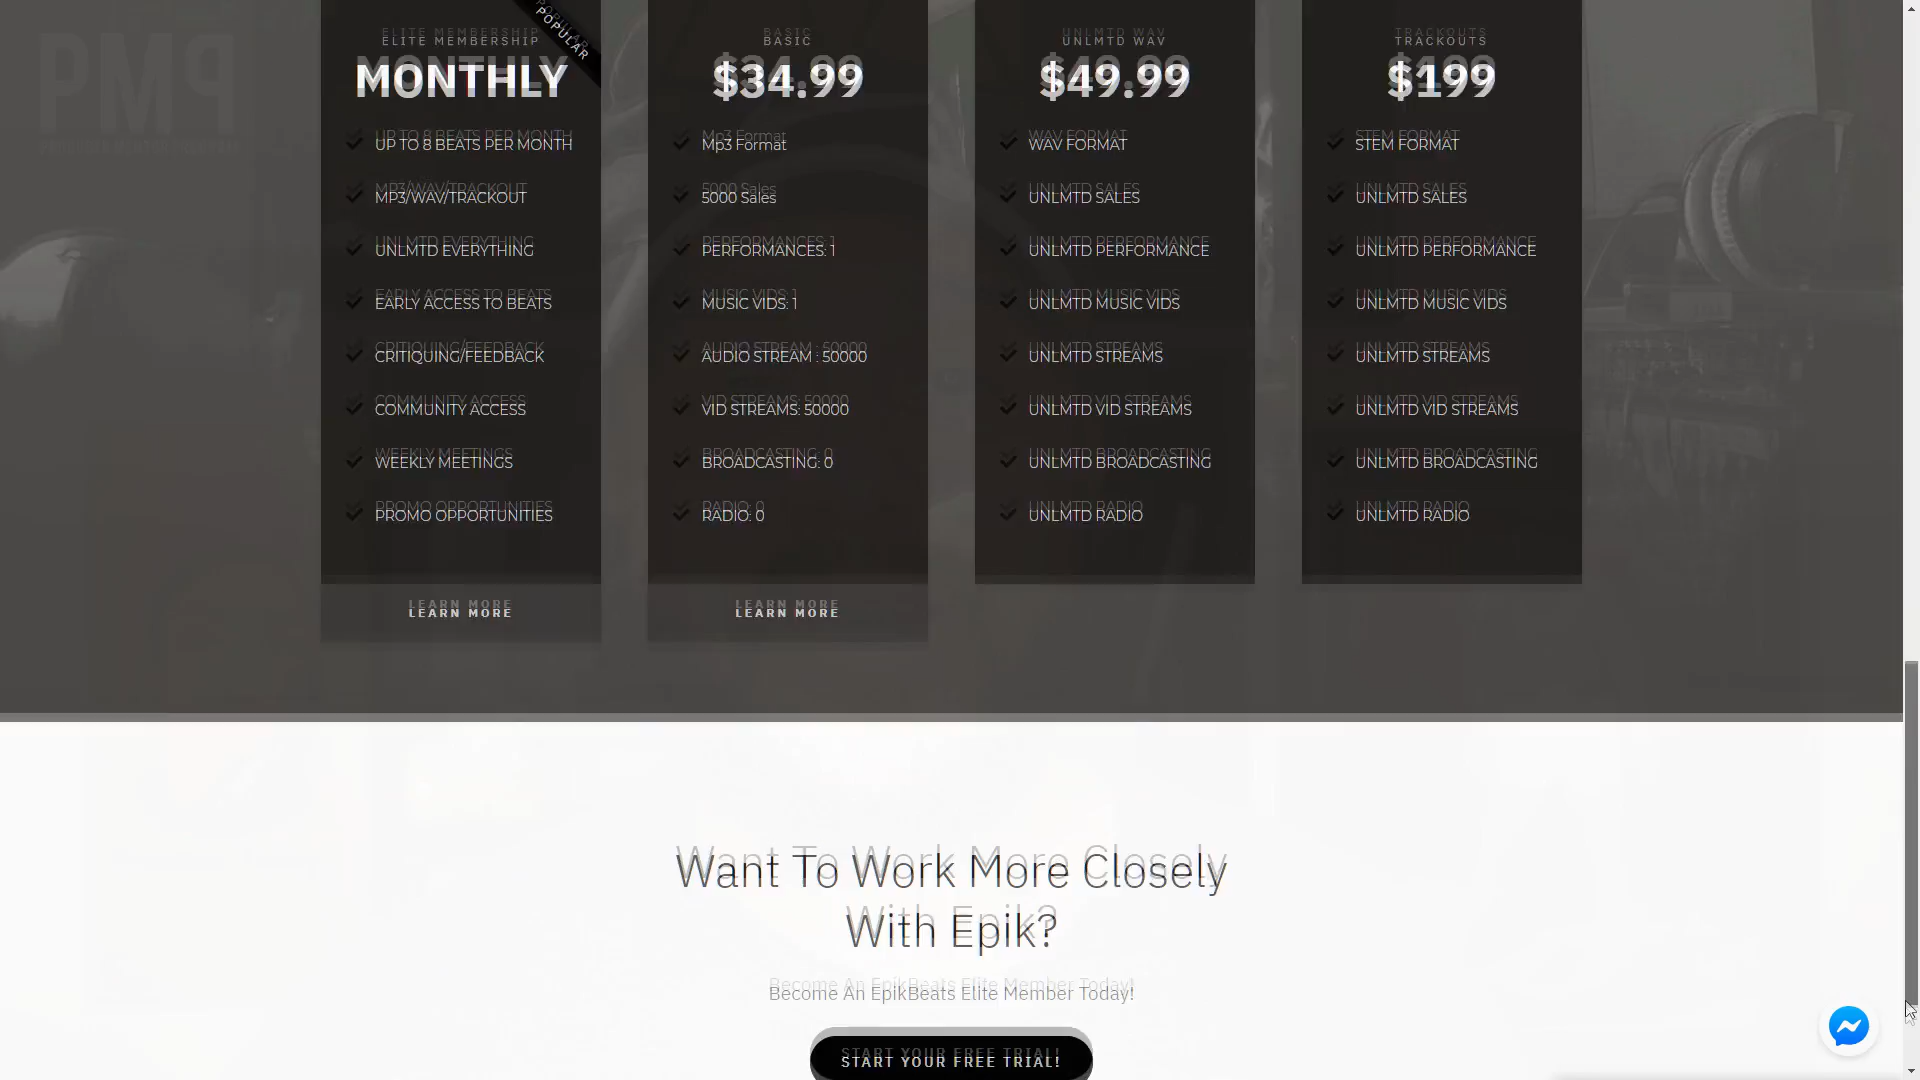 PMP
POPULAR
ELITE MEMBERSHIP
MONTHLY
UP TO 8 BEATS PER MONTH
MP3/WAV/TRACKOUT
UNLMTD EVERYTHING
EARLY ACCESS TO BEATS
CRITIQUING/FEEDBACK
COMMUNITY ACCESS
WEEKLY MEETINGS
PROMO OPPORTUNITIES
LEARN MORE
BASIC
$34.99
Mp3 Format
5000 Sales
PERFORMANCES: 1
MUSIC VIDS: 1
AUDIO STREAM : 50000
VID STREAMS: 50000
BROADCASTING: 0
RADIO: 0
LEARN MORE
UNLMTD WAV
$49.99
WAV FORMAT
UNLMTD SALES
UNLMTD PERFORMANCE
UNLMTD MUSIC VIDS
UNLMTD STREAMS
UNLMTD VID STREAMS
UNLMTD BROADCASTING
UNLMTD RADIO
TRACKOUTS
$199
STEM FORMAT
UNLMTD SALES
UNLMTD PERFORMANCE
UNLMTD MUSIC VIDS
UNLMTD STREAMS
UNLMTD VID STREAMS
UNLMTD BROADCASTING
UNLMTD RADIO
Want To Work More Closely
With Epik?
Become An EpikBeats Elite Member Today!
START YOUR FREE TRIAL!